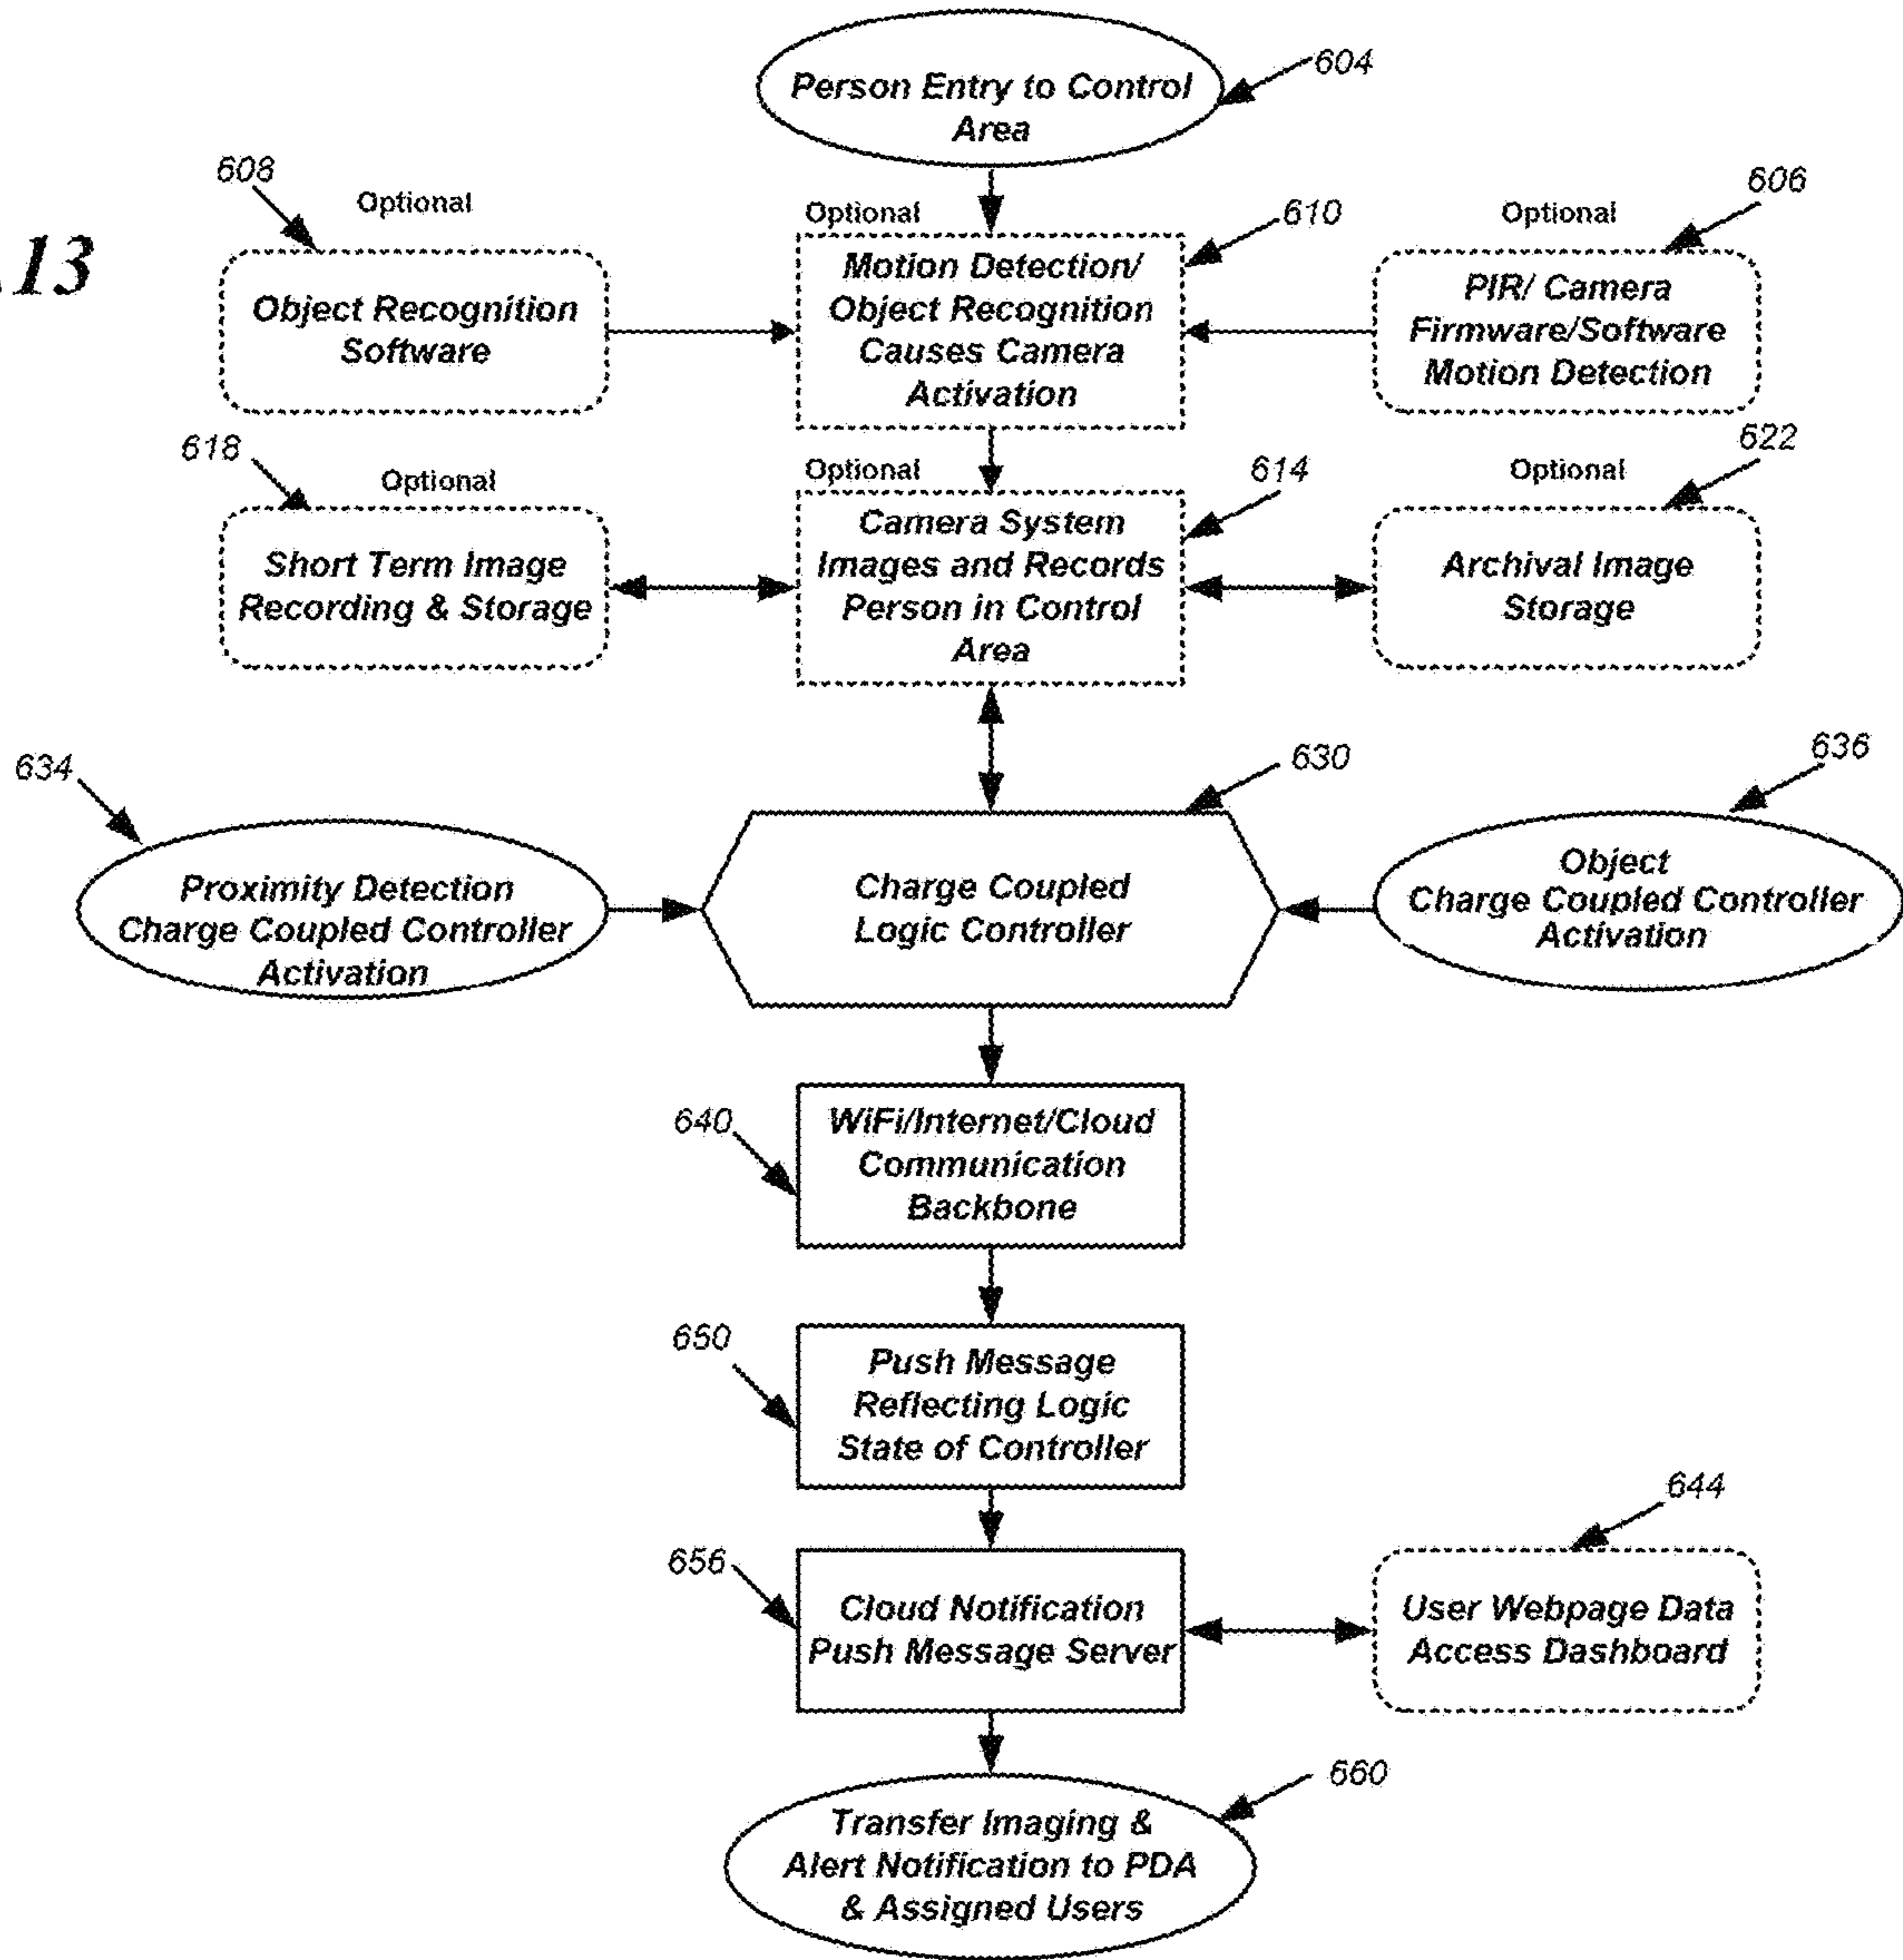 Person Entry to Control
Area
604
.13
608
Optional
Object Recognition
Software
Optional
610
Motion Detection/
Object Recognition
Causes Camera
Activation
606
Optional
PIR/ Camera
Firmware/Software
Motion Detection
618
Optional
Short Term Image
Recording & Storage
Optional
614
Camera System
Images and Records
Person in Control
Area
622
Optional
Archival Image
Storage
634
Proximity Detection
Charge Coupled Controller
Activation
630
Charge Coupled
Logic Controller
636
Object
Charge Coupled Controller
Activation
640
WiFi/Internet/Cloud
Communication
Backbone
650
Push Message
Reflecting Logic
State of Controller
656
Cloud Notification
Push Message Server
644
User Webpage Data
Access Dashboard
660
Transfer Imaging &
Alert Notification to PDA
& Assigned Users